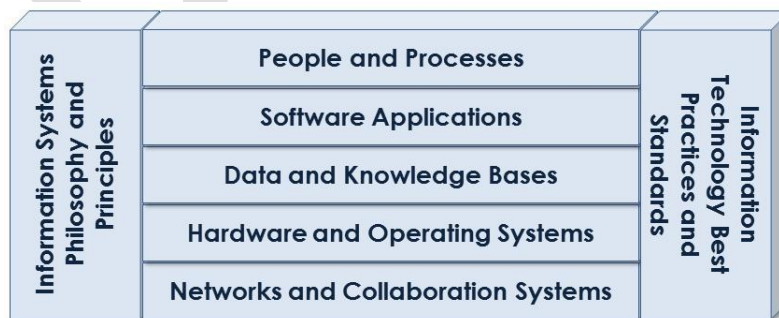 Information Systems
Philosophy and
Principles
People and Processes
Software Applications
Data and Knowledge Bases
Hardware and Operating Systems
Networks and Collaboration Systems
Information
Technology Best
Practices and
Standards